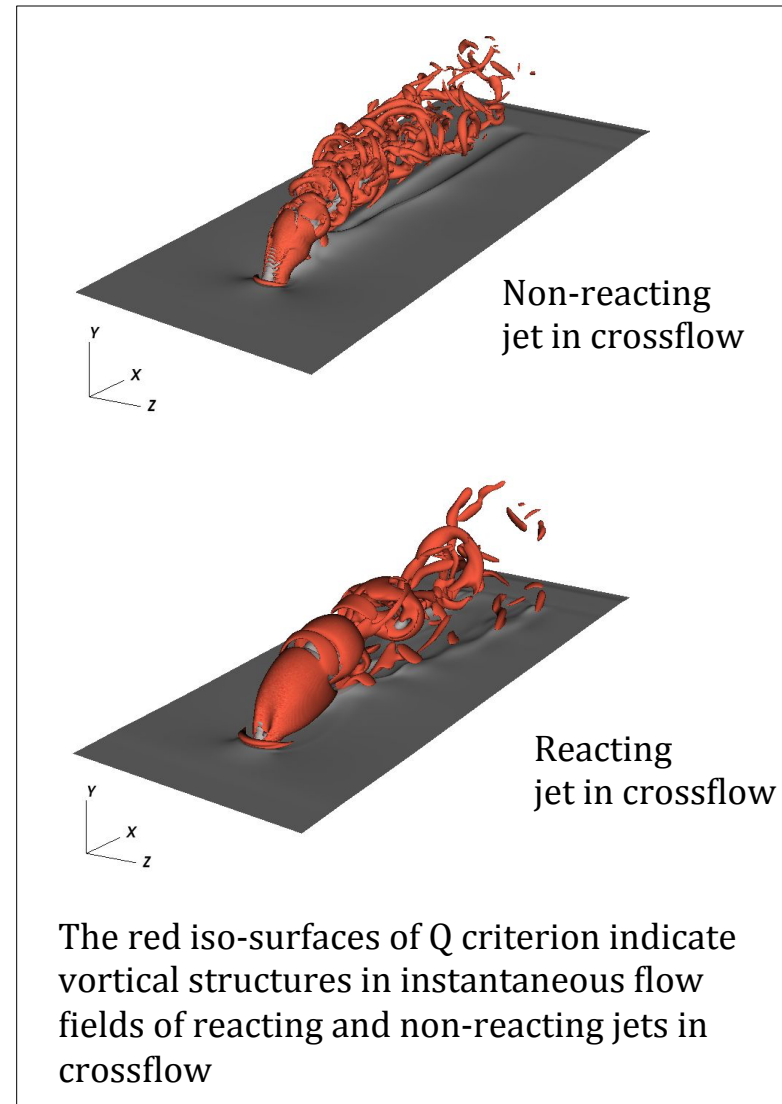 Non-reacting
jet in crossflow
Y
X
Z
Reacting
jet in crossflow
Y
X
Z
The red iso-surfaces of Q criterion indicate
vortical structures in instantaneous flow
fields of reacting and non-reacting jets in
crossflow